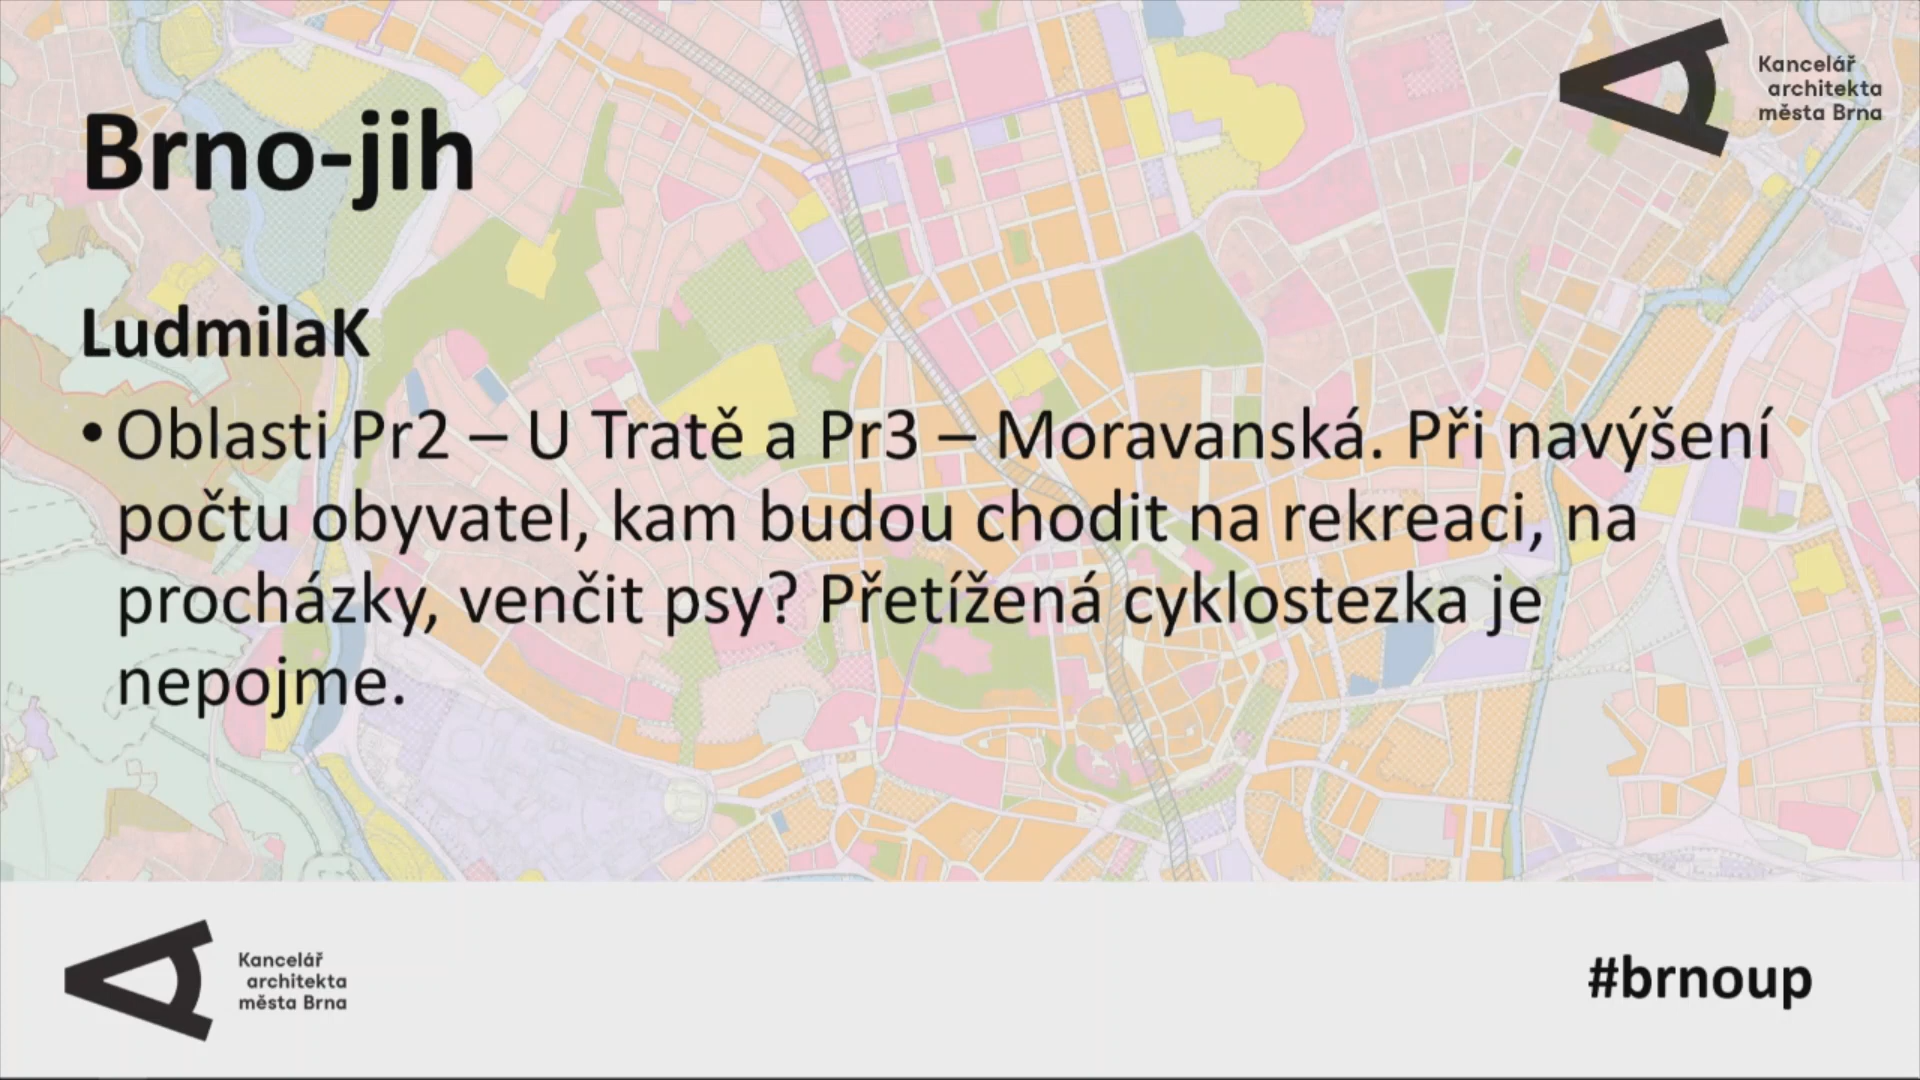 Kancelář
architekta
města Brna
Brno-jih
LudmilaK
• Oblasti Pr2 – U Tratě a Pr3 – Moravanská. Při navýšení
počtu obyvatel, kam budou chodit na rekreaci, na
procházky, venčit psy? Přetížená cyklostezka je
nepojme.
Kancelář
architekta
města Brna
#brnoup